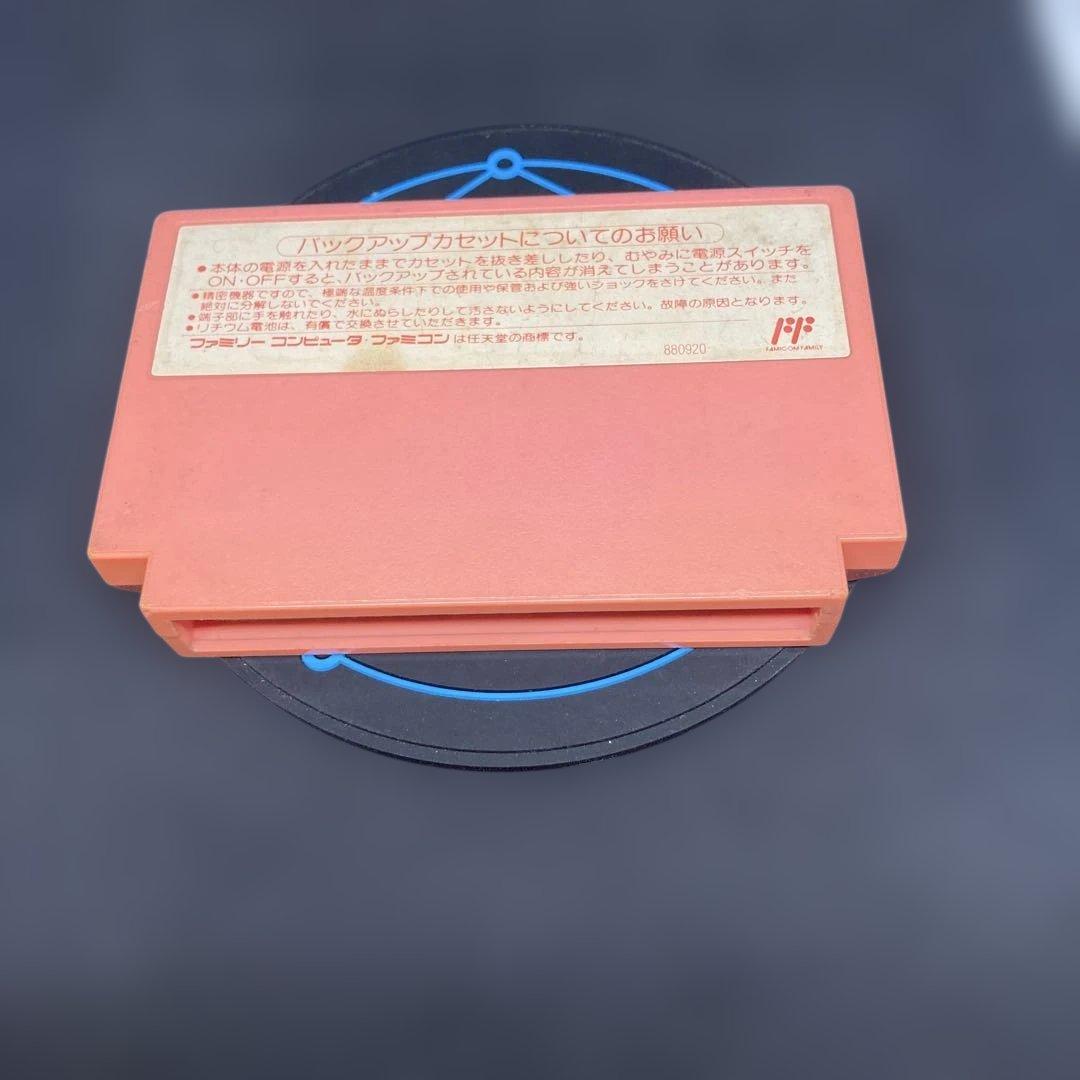 バックアップカセットについてのお願い
●本体の電源を入れたままでカセットを抜き差ししたり、むやみに電源スイッチを
ON・OFFすると、バックアップされている内容が消えてしまうことがあります。
●精密機器ですので、極端な温度条件下での使用や保管および強いショックをさけてください。また
絶対に分解しないでください。
●端子部に手を触れたり、水にぬらしたりして汚さないようにしてください。故障の原因となります。
●リチウム電池は、有償で交換させていただきます。
ファミリー コンピュータ・ファミコンは任天堂の商標です。
880920
FAMICOM FAMILY